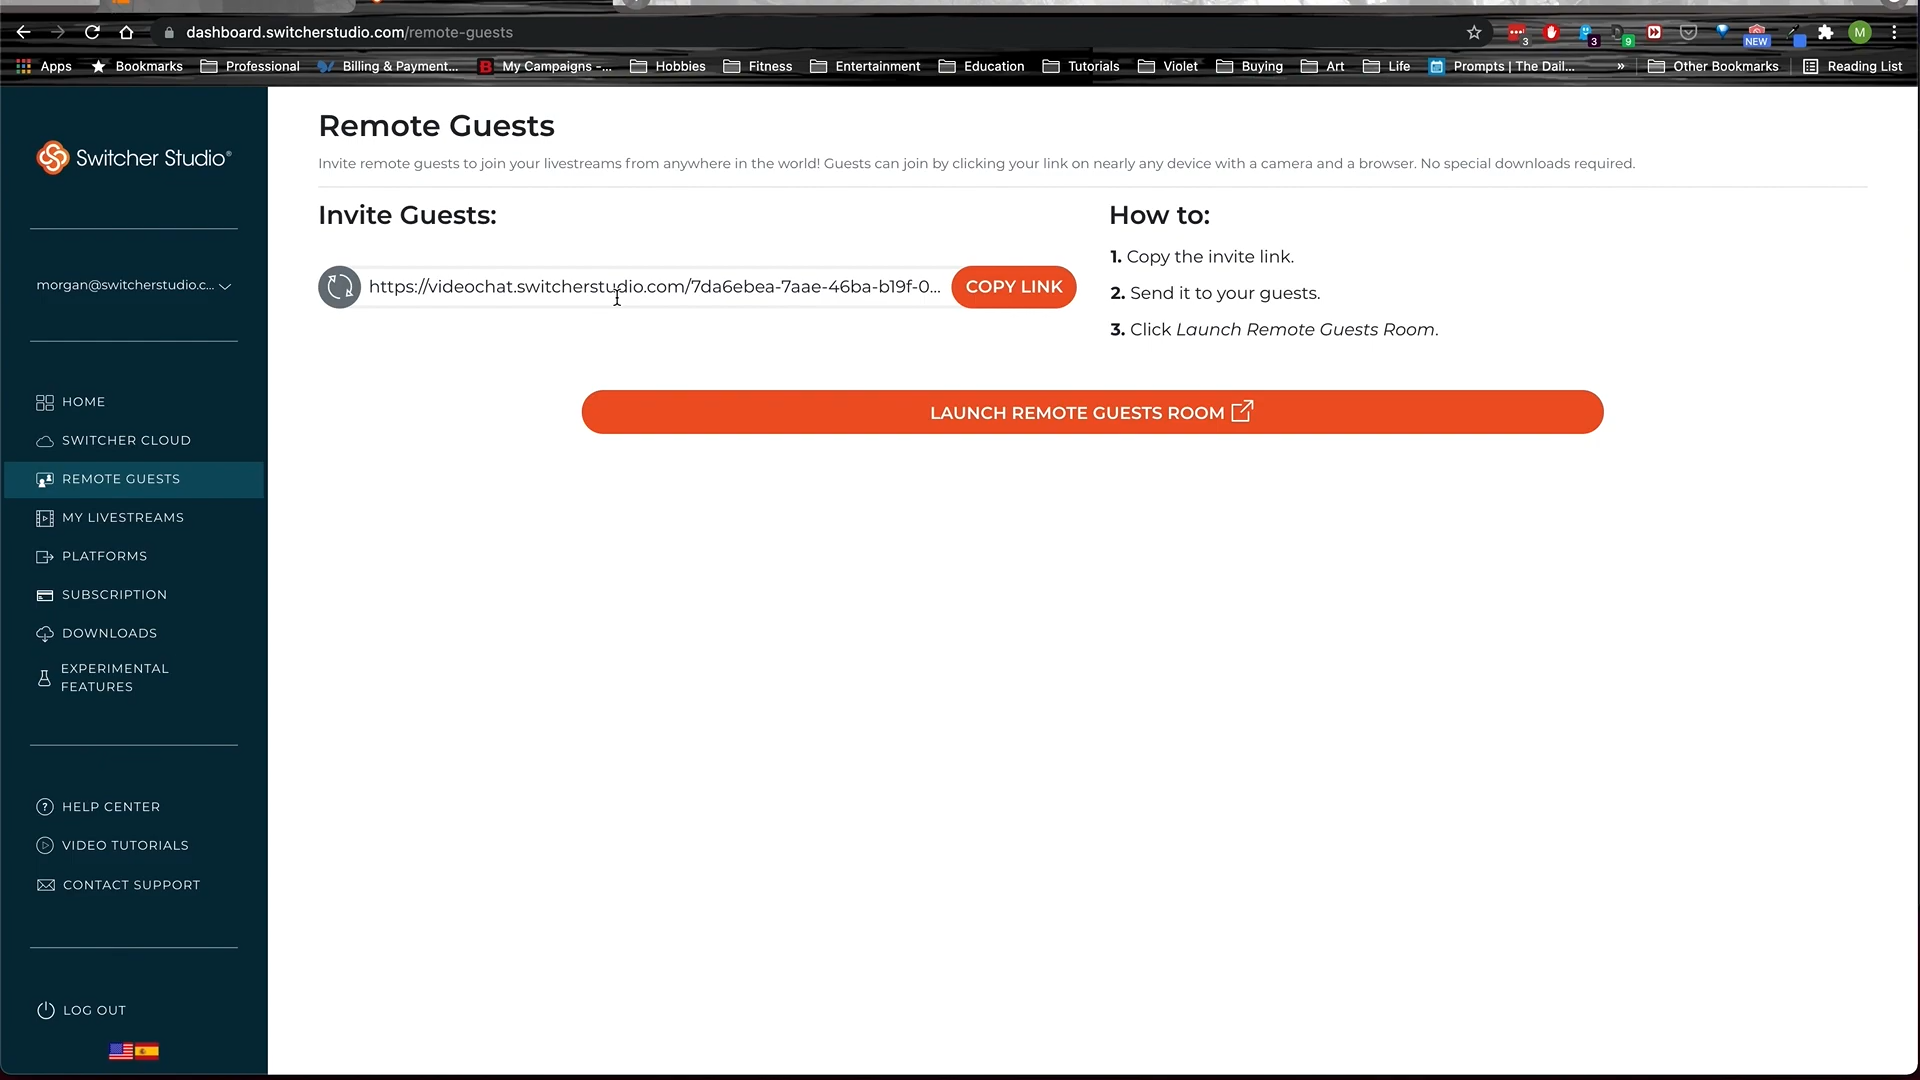 dashboard.switcherstudio.com/remote-guests
3
3
9
NEW
M
Apps
Bookmarks
Professional
Billing & Payment...
My Campaigns -...
Hobbies
Fitness
Entertainment
Education
Tutorials
Violet
Buying
Art
Life
Prompts | The Dail...
»
Other Bookmarks
Reading List
Switcher Studio®
morgan@switcherstudio.c...
HOME
SWITCHER CLOUD
REMOTE GUESTS
MY LIVESTREAMS
PLATFORMS
SUBSCRIPTION
DOWNLOADS
EXPERIMENTAL
FEATURES
HELP CENTER
VIDEO TUTORIALS
CONTACT SUPPORT
LOG OUT
Remote Guests
Invite remote guests to join your livestreams from anywhere in the world! Guests can join by clicking your link on nearly any device with a camera and a browser. No special downloads required.
Invite Guests:
https://videochat.switcherstudio.com/7da6ebea-7aae-46ba-b19f-0...
COPY LINK
How to:
1. Copy the invite link.
2. Send it to your guests.
3. Click Launch Remote Guests Room.
LAUNCH REMOTE GUESTS ROOM